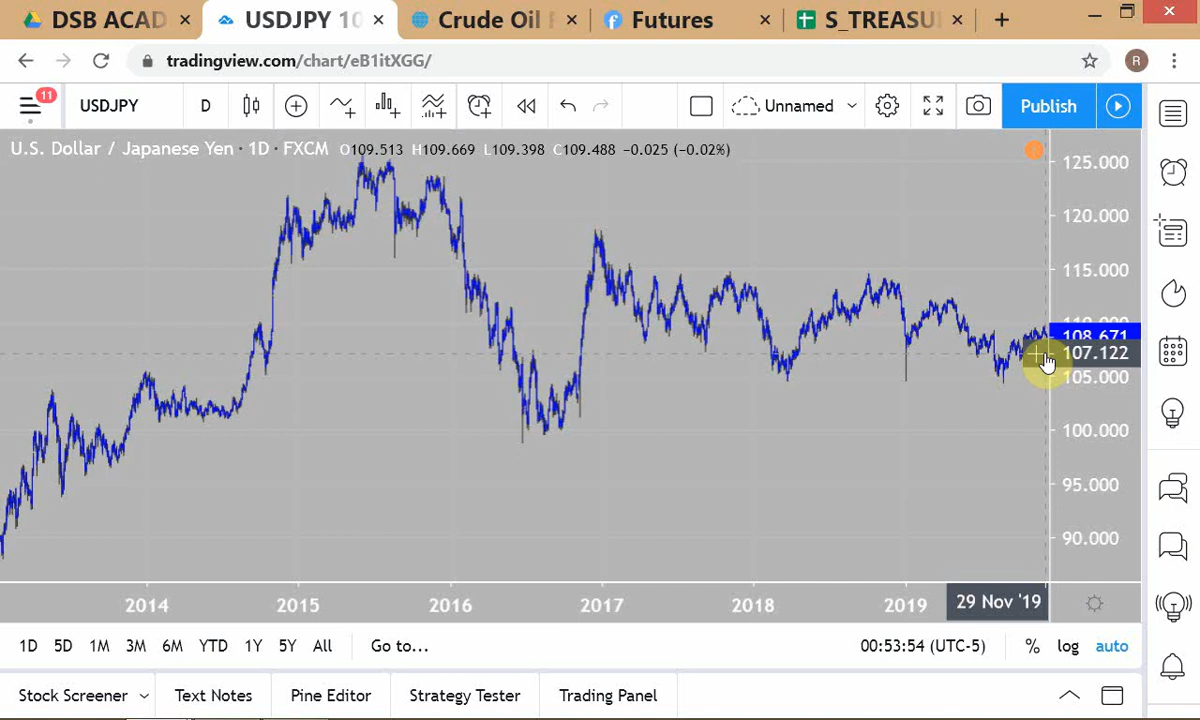 DSB ACAD
USDJPY 10
Crude Oil F
Futures
S_TREASU
tradingview.com/chart/eB1itXGG/
R
11
USDJPY
D
Unnamed
Publish
U.S. Dollar / Japanese Yen · 1D · FXCM O109.513 H109.669 L109.398 C109.488 −0.025 (−0.02%)
125.000
120.000
115.000
110.000
108.671
107.122
105.000
100.000
95.000
90.000
2014 2015 2016 2017 2018 2019 29 Nov '19
1D 5D 1M 3M 6M YTD 1Y 5Y All Go to... 00:53:54 (UTC-5) % log auto
Stock Screener Text Notes Pine Editor Strategy Tester Trading Panel